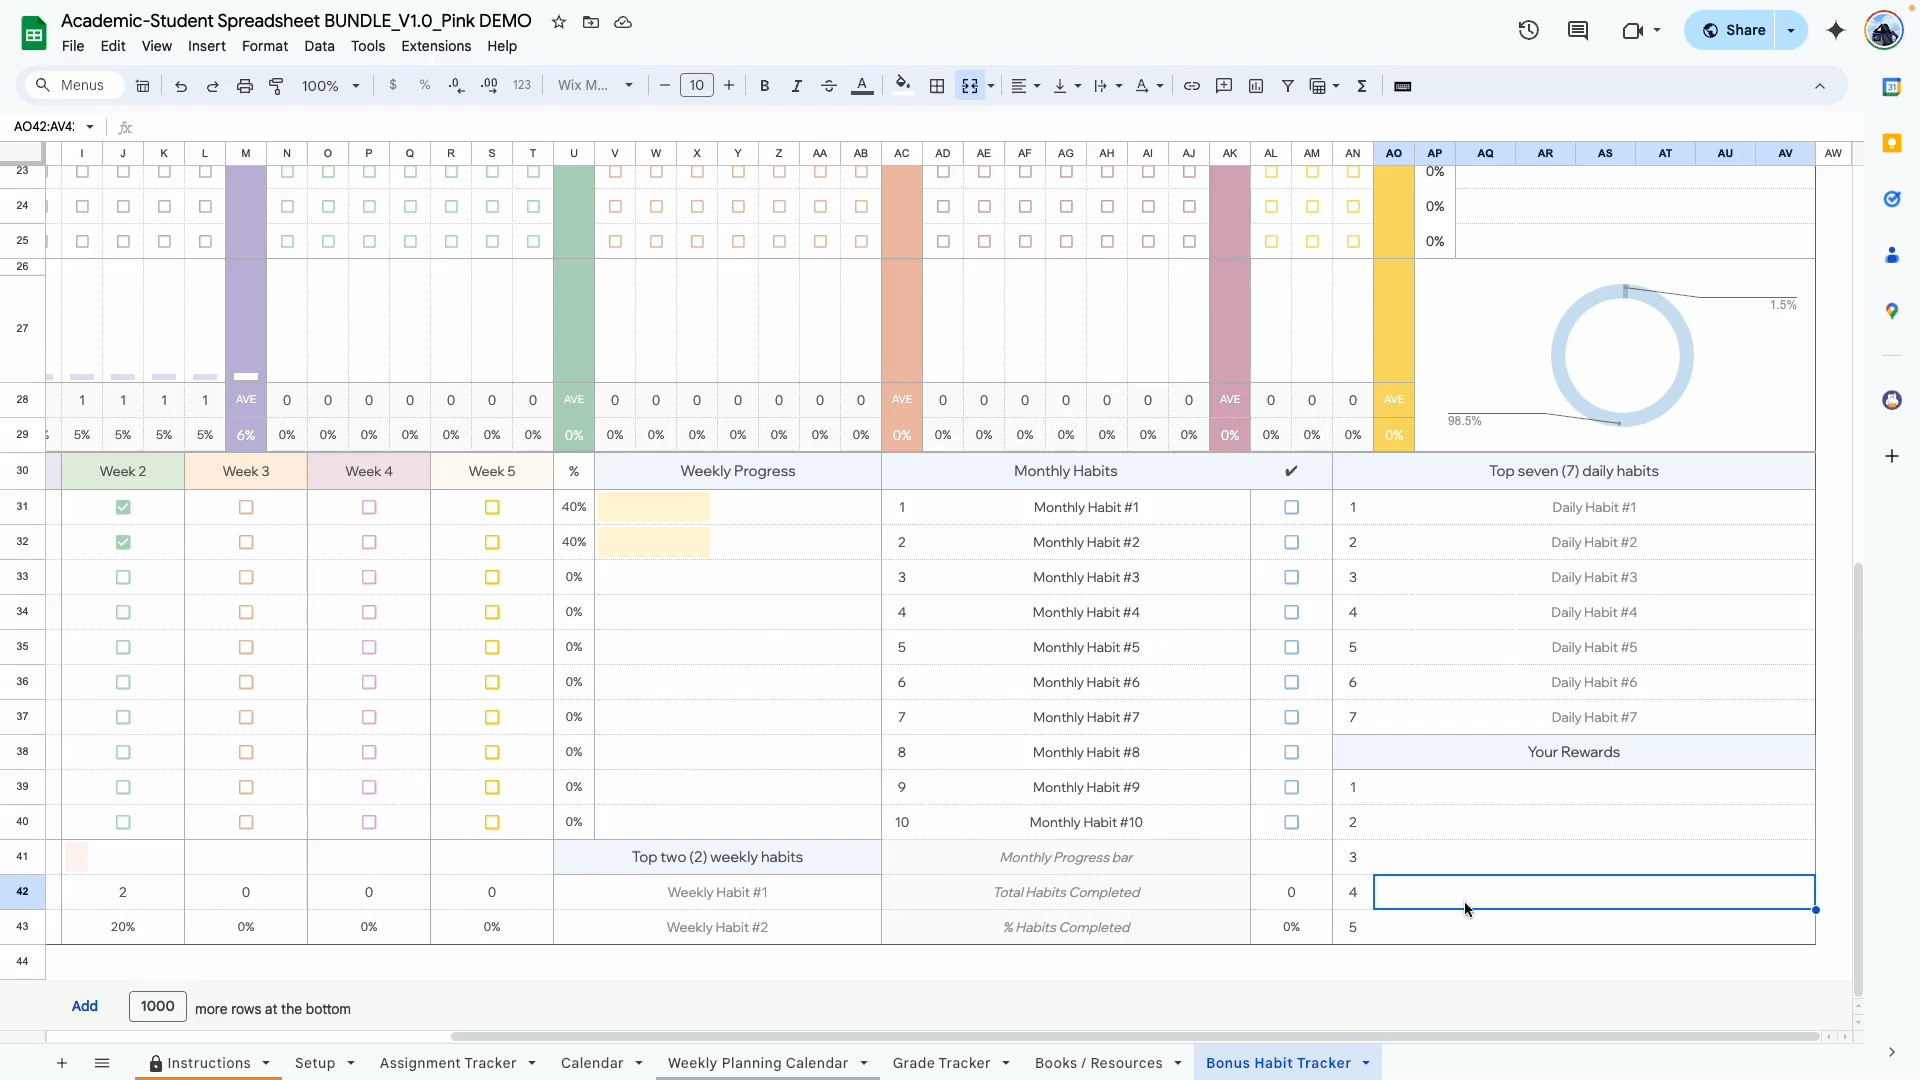 Academic-Student Spreadsheet BUNDLE_V1.0_Pink DEMO
File Edit View Insert Format Data Tools Extensions Help
Share
Menus 100% $ % .0 .00 123 Wix M... 10 B I A Σ
31
AO42:AV4 fx
I J K L M N O P Q R S T U V W X Y Z AA AB AC AD AE AF AG AH AI AJ AK AL AM AN AO AP AQ AR AS AT AU AV AW
23 0%
24 0%
25 0%
26
1.5%
27
28 1 1 1 1 AVE 0 0 0 0 0 0 0 AVE 0 0 0 0 0 0 0 AVE 0 0 0 0 0 0 0 AVE 0 0 0 AVE
98.5%
29 % 5% 5% 5% 5% 6% 0% 0% 0% 0% 0% 0% 0% 0% 0% 0% 0% 0% 0% 0% 0% 0% 0% 0% 0% 0% 0% 0% 0% 0% 0% 0% 0% 0%
30 Week 2 Week 3 Week 4 Week 5 % Weekly Progress Monthly Habits ✔ Top seven (7) daily habits
31 40% 1 Monthly Habit #1 1 Daily Habit #1
32 40% 2 Monthly Habit #2 2 Daily Habit #2
33 0% 3 Monthly Habit #3 3 Daily Habit #3
34 0% 4 Monthly Habit #4 4 Daily Habit #4
35 0% 5 Monthly Habit #5 5 Daily Habit #5
36 0% 6 Monthly Habit #6 6 Daily Habit #6
37 0% 7 Monthly Habit #7 7 Daily Habit #7
38 0% 8 Monthly Habit #8 Your Rewards
39 0% 9 Monthly Habit #9 1
40 0% 10 Monthly Habit #10 2
41 Top two (2) weekly habits Monthly Progress bar 3
42 2 0 0 0 Weekly Habit #1 Total Habits Completed 0 4
43 20% 0% 0% 0% Weekly Habit #2 % Habits Completed 0% 5
44
Add 1000 more rows at the bottom
Instructions Setup Assignment Tracker Calendar Weekly Planning Calendar Grade Tracker Books / Resources Bonus Habit Tracker